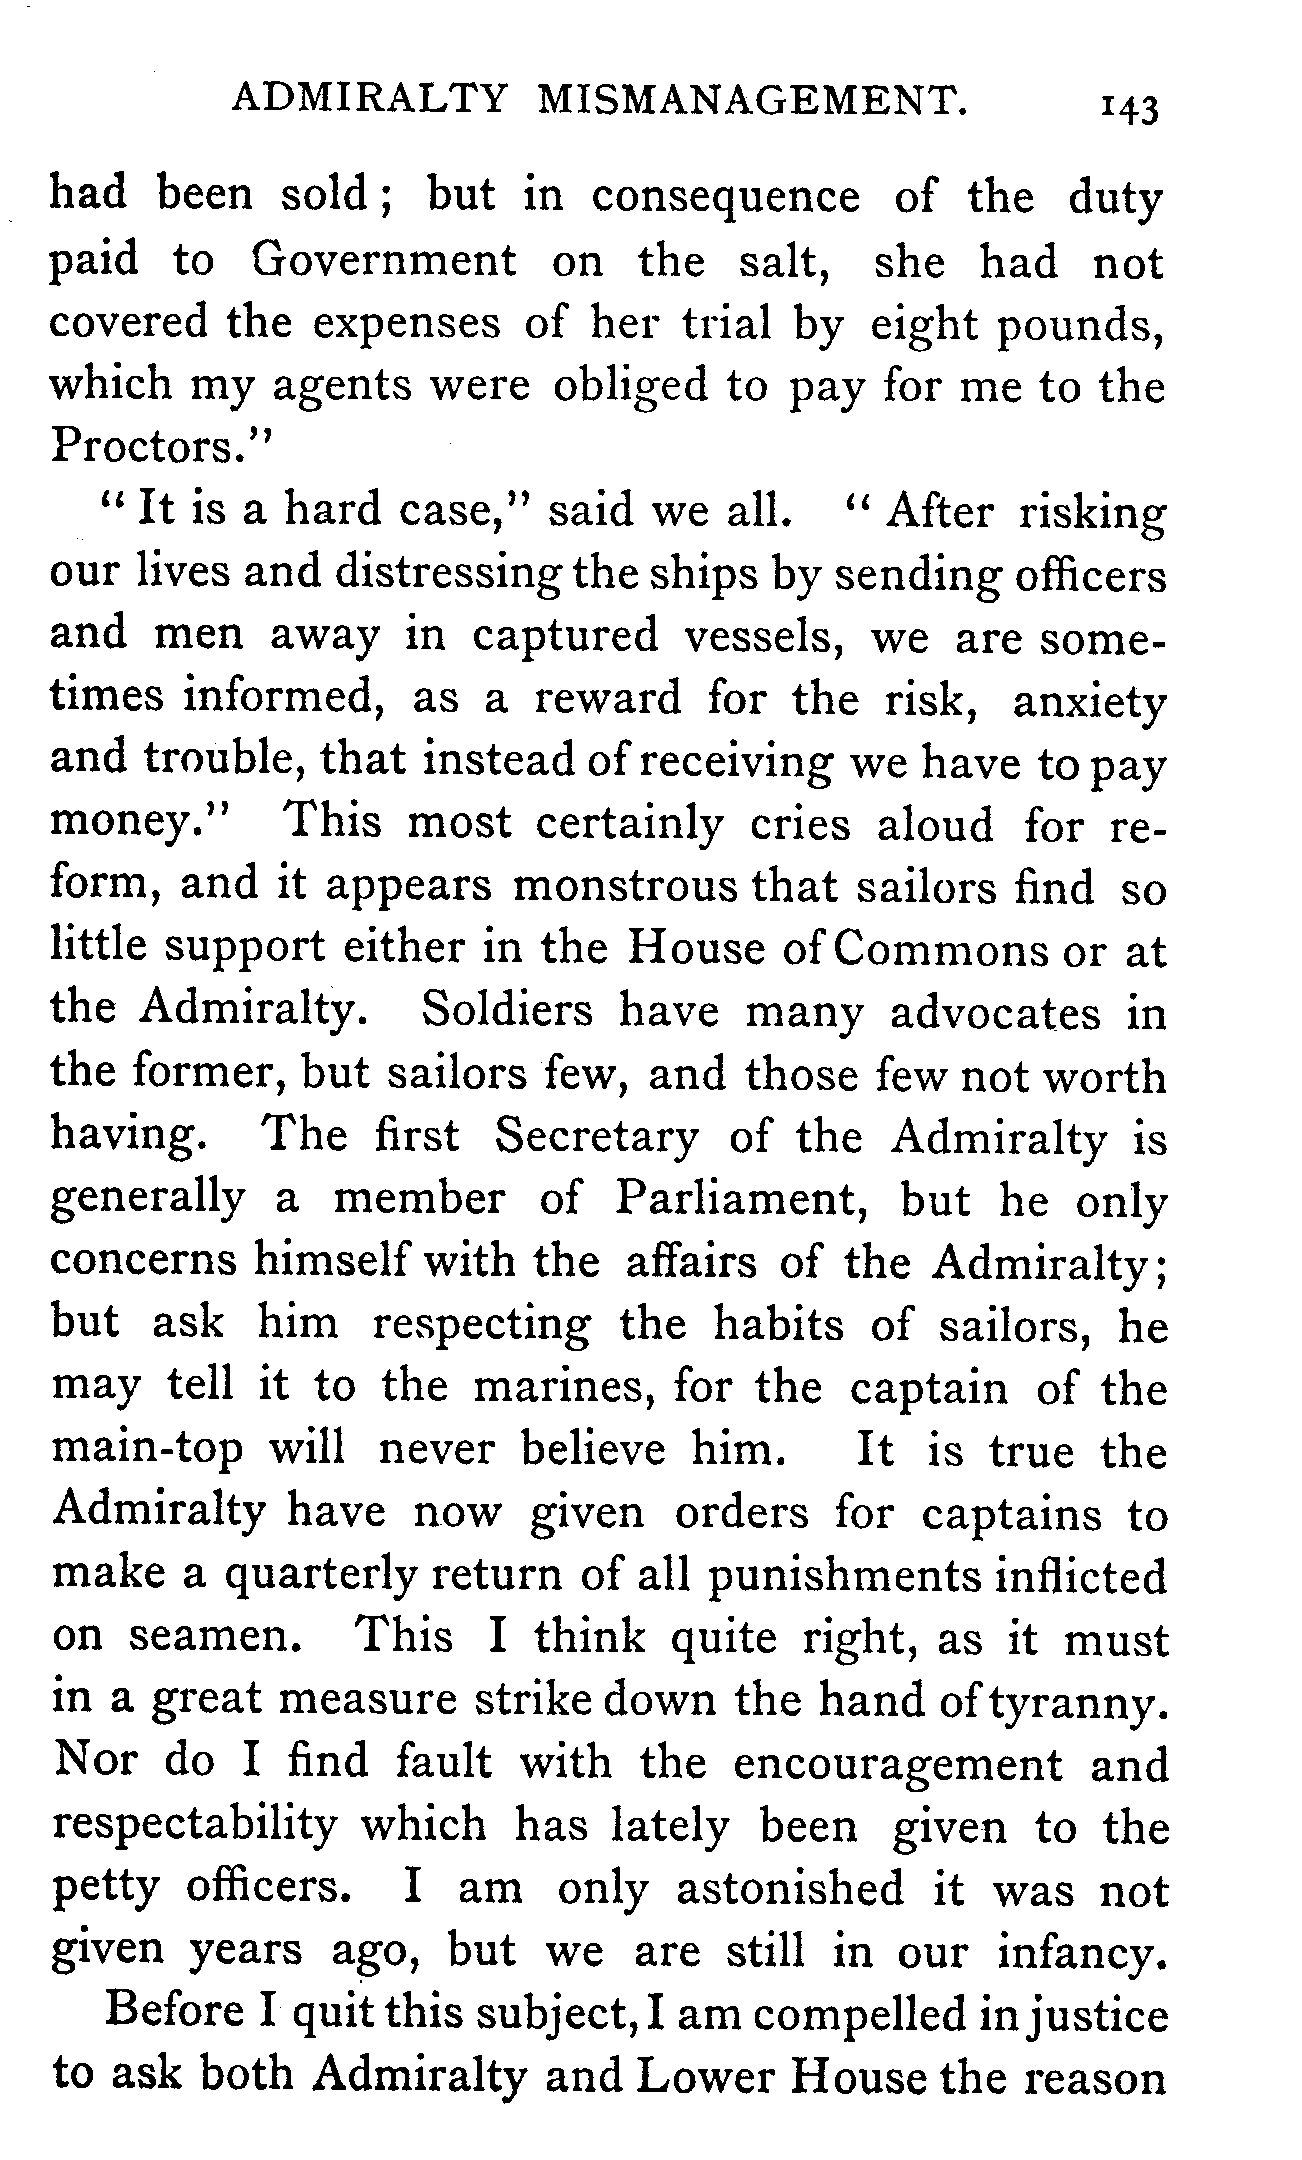 ADMIRALTY MISMANAGEMENT. 143
had been sold; but in consequence of the duty
paid to Government on the salt, she had not
covered the expenses of her trial by eight pounds,
which my agents were obliged to pay for me to the
Proctors."
"It is a hard case," said we all. "After risking
our lives and distressing the ships by sending officers
and men away in captured vessels, we are some-
times informed, as a reward for the risk, anxiety
and trouble, that instead of receiving we have to pay
money." This most certainly cries aloud for re-
form, and it appears monstrous that sailors find so
little support either in the House of Commons or at
the Admiralty. Soldiers have many advocates in
the former, but sailors few, and those few not worth
having. The first Secretary of the Admiralty is
generally a member of Parliament, but he only
concerns himself with the affairs of the Admiralty;
but ask him respecting the habits of sailors, he
may tell it to the marines, for the captain of the
main-top will never believe him. It is true the
Admiralty have now given orders for captains to
make a quarterly return of all punishments inflicted
on seamen. This I think quite right, as it must
in a great measure strike down the hand of tyranny.
Nor do I find fault with the encouragement and
respectability which has lately been given to the
petty officers. I am only astonished it was not
given years ago, but we are still in our infancy.
Before I quit this subject, I am compelled in justice
to ask both Admiralty and Lower House the reason